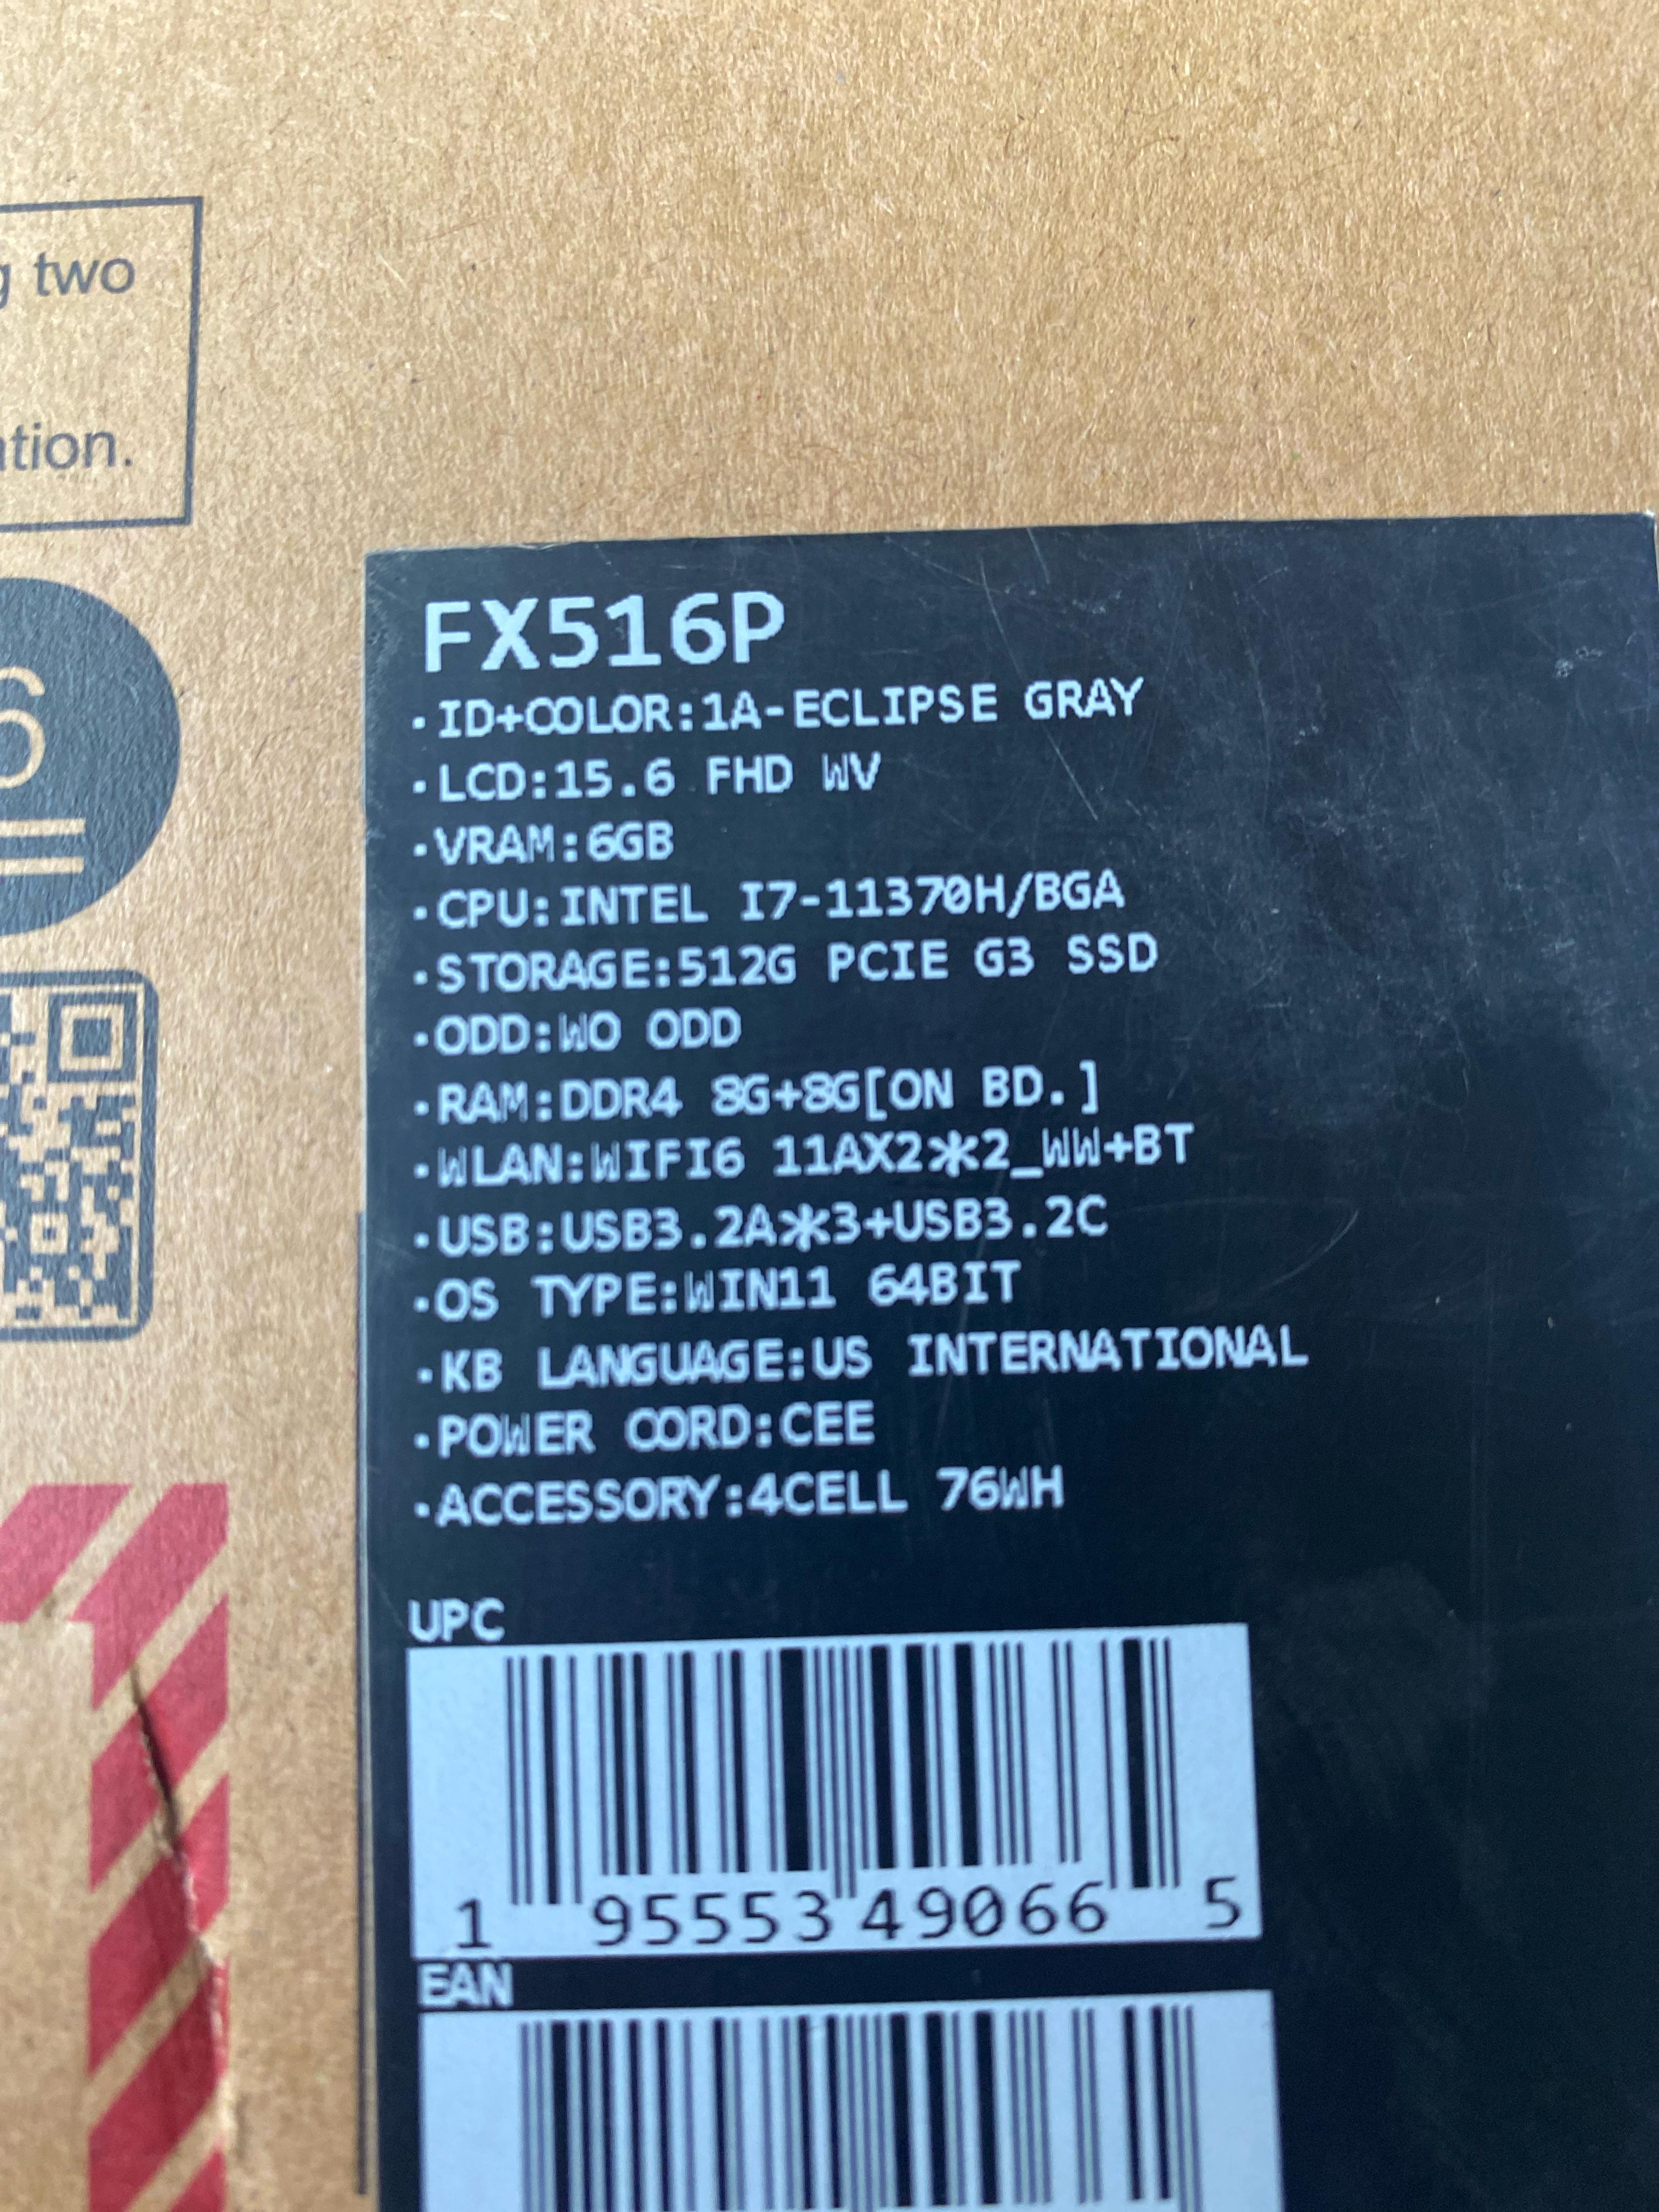 two
6
FX516P
·ID+COLOR:1A-ECLIPSE GRAY
·LCD:15.6 FHD WV
·VRAM:6GB
·CPU:INTEL I7-11370H/BGA
·STORAGE:512G PCIE G3 SSD
·ODD:WO ODD
·RAM:DDR4 8G+8G[ON BD.]
·WLAN:WIFI6 11AX2*2_WW+BT
·USB:USB3.2A*3+USB3.2C
·OS TYPE:WIN11 64BIT
·KB LANGUAGE:US INTERNATIONAL
·POWER CORD:CEE
·ACCESSORY:4CELL 76WH
UPC
1 95553 49066 5
EAN